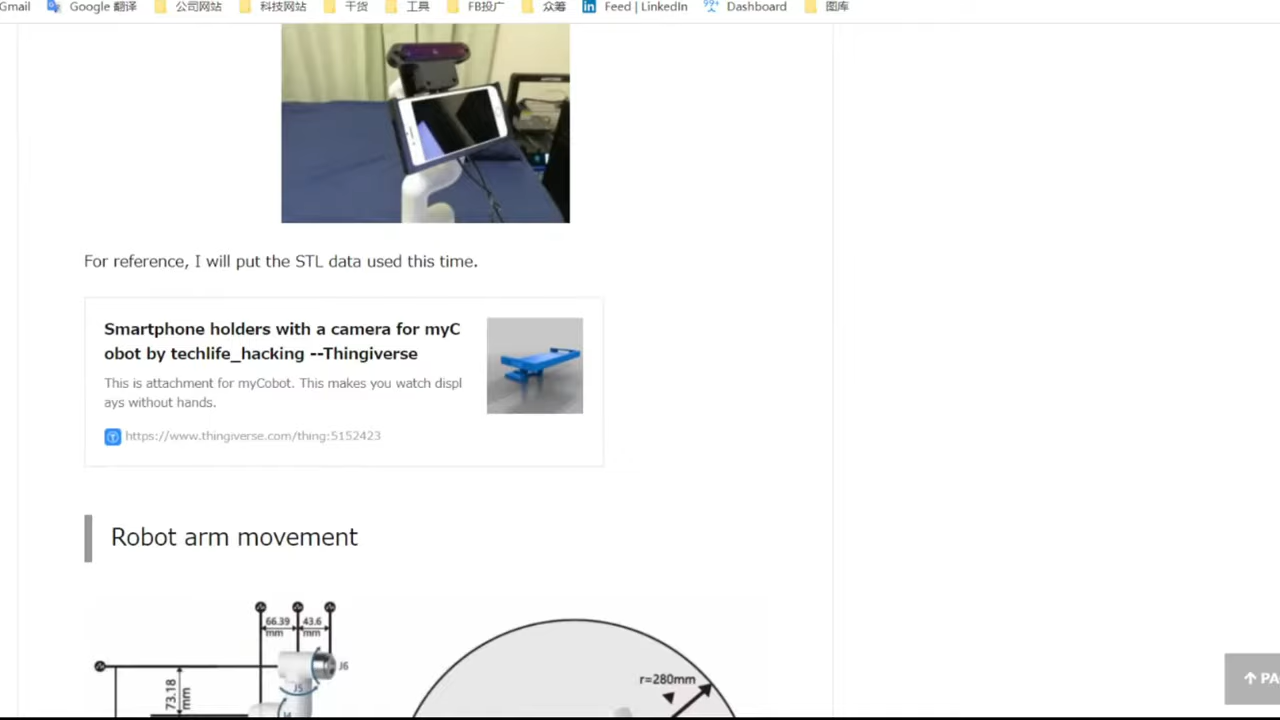 Gmail Google 翻译 公司网站 科技网站 干货 工具 FB投广 众筹 Feed | LinkedIn Dashboard 图库
For reference, I will put the STL data used this time.
Smartphone holders with a camera for myC
obot by techlife_hacking --Thingiverse
This is attachment for myCobot. This makes you watch displ
ays without hands.
https://www.thingiverse.com/thing:5152423
Robot arm movement
66.39
mm
43.6
mm
J6
73.18
mm
J5
J4
r=280mm
PA